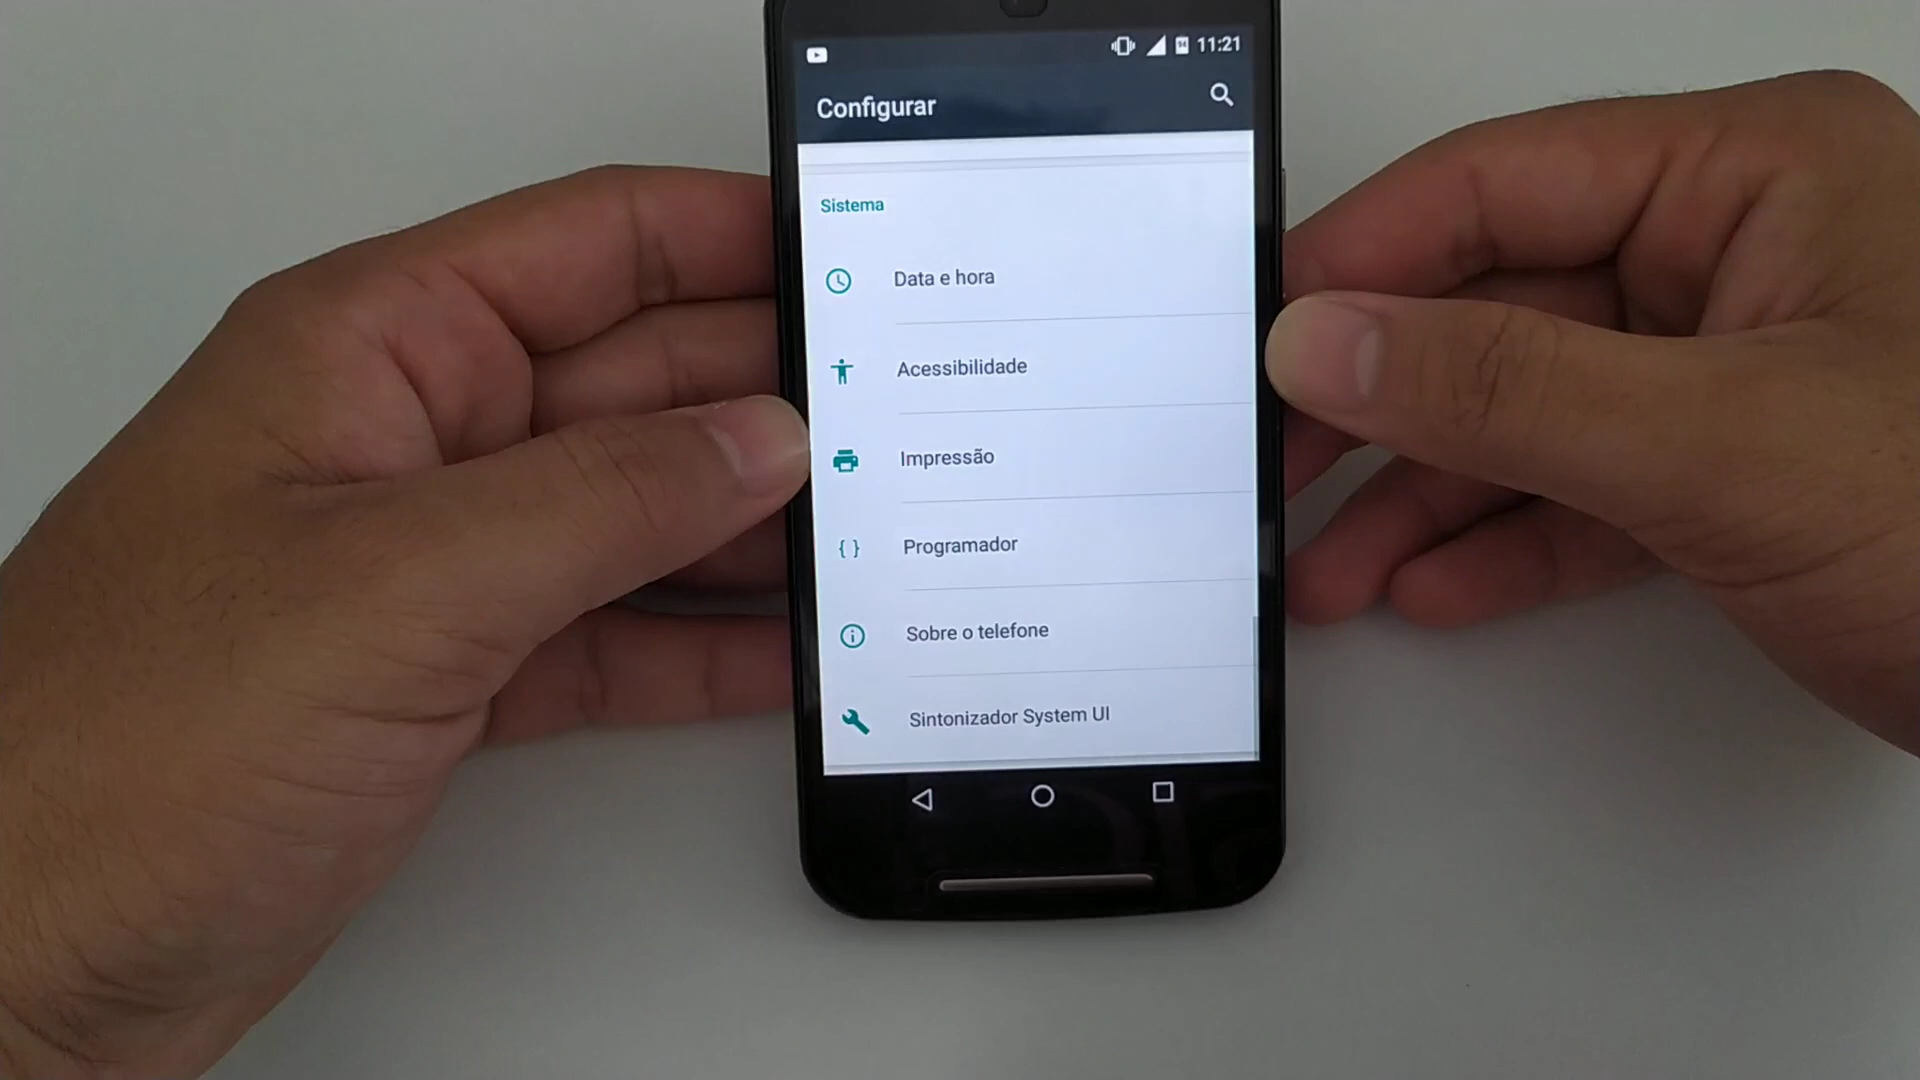 11:21
Configurar
Sistema
Data e hora
Acessibilidade
Impressão
{ } Programador
Sobre o telefone
Sintonizador System UI